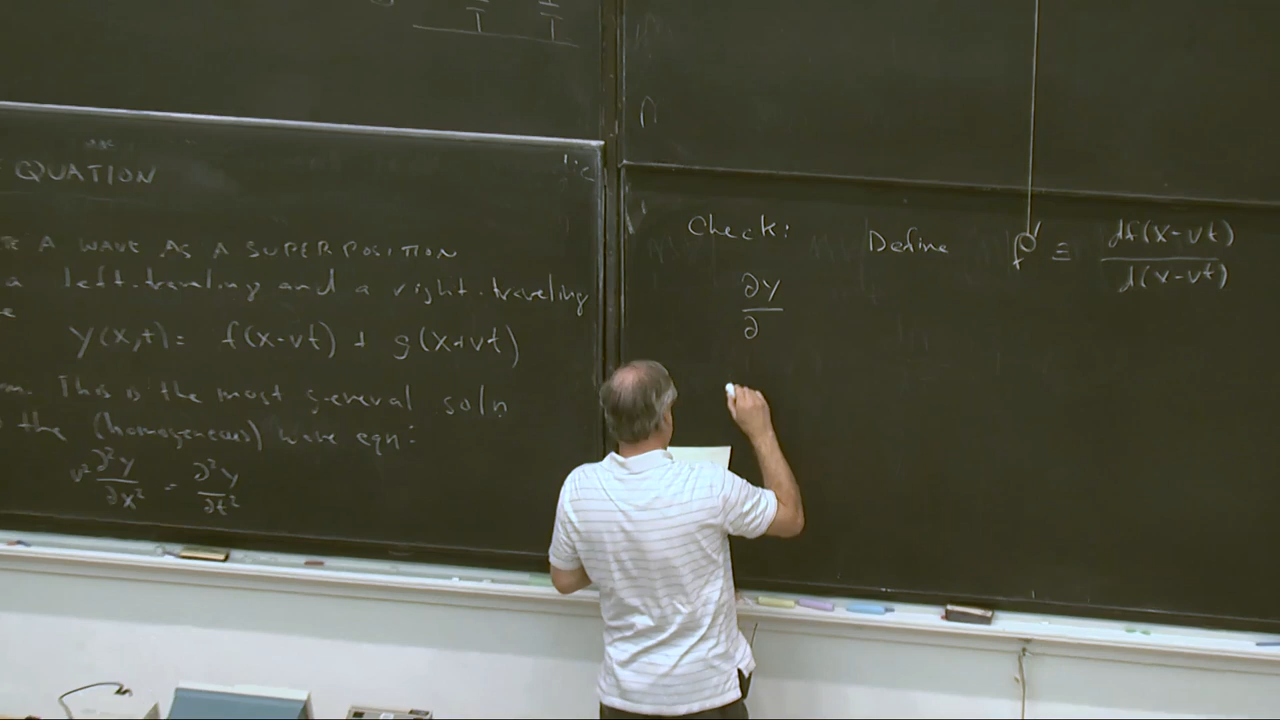 EQUATION
A WAVE AS A SUPERPOSITION
a left-traveling and a right-traveling
y(x,t) = f(x-vt) + g(x+vt)
This is the most general soln
the (homogeneous) wave eqn:
v² ∂²y/∂x² = ∂²y/∂t²
Check: Define f' ≡ df(x-vt)/d(x-vt)
∂y/∂